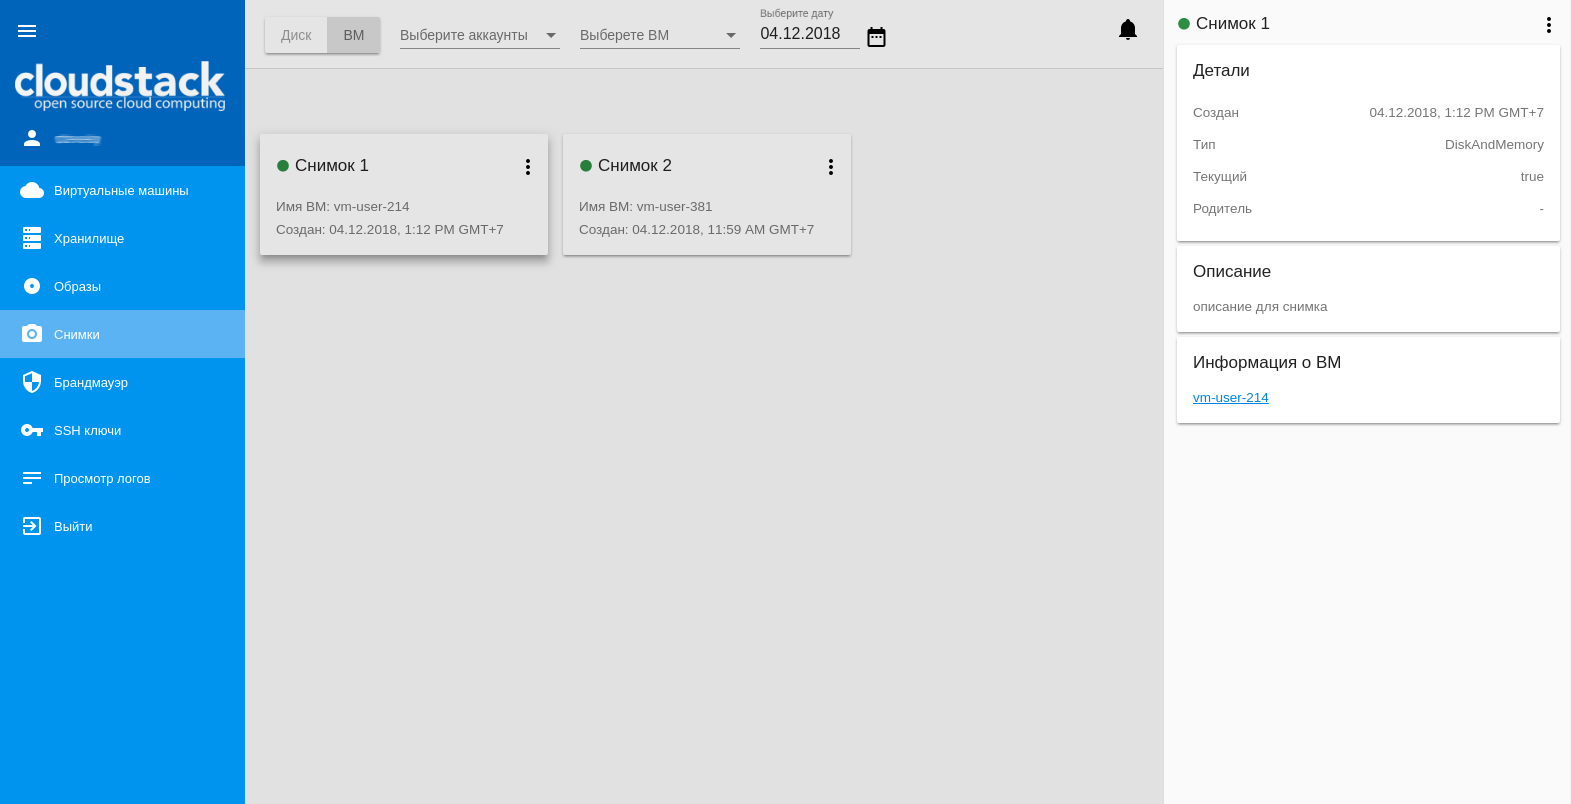 cloudstack
open source cloud computing
Виртуальные машины
Хранилище
Образы
Снимки
Брандмауэр
SSH ключи
Просмотр логов
Выйти
Диск
ВМ
Выберите аккаунты
Выберете ВМ
Выберите дату
04.12.2018
Снимок 1
Имя ВМ: vm-user-214
Создан: 04.12.2018, 1:12 PM GMT+7
Снимок 2
Имя ВМ: vm-user-381
Создан: 04.12.2018, 11:59 AM GMT+7
Снимок 1
Детали
Создан 04.12.2018, 1:12 PM GMT+7
Тип DiskAndMemory
Текущий true
Родитель -
Описание
описание для снимка
Информация о ВМ
vm-user-214